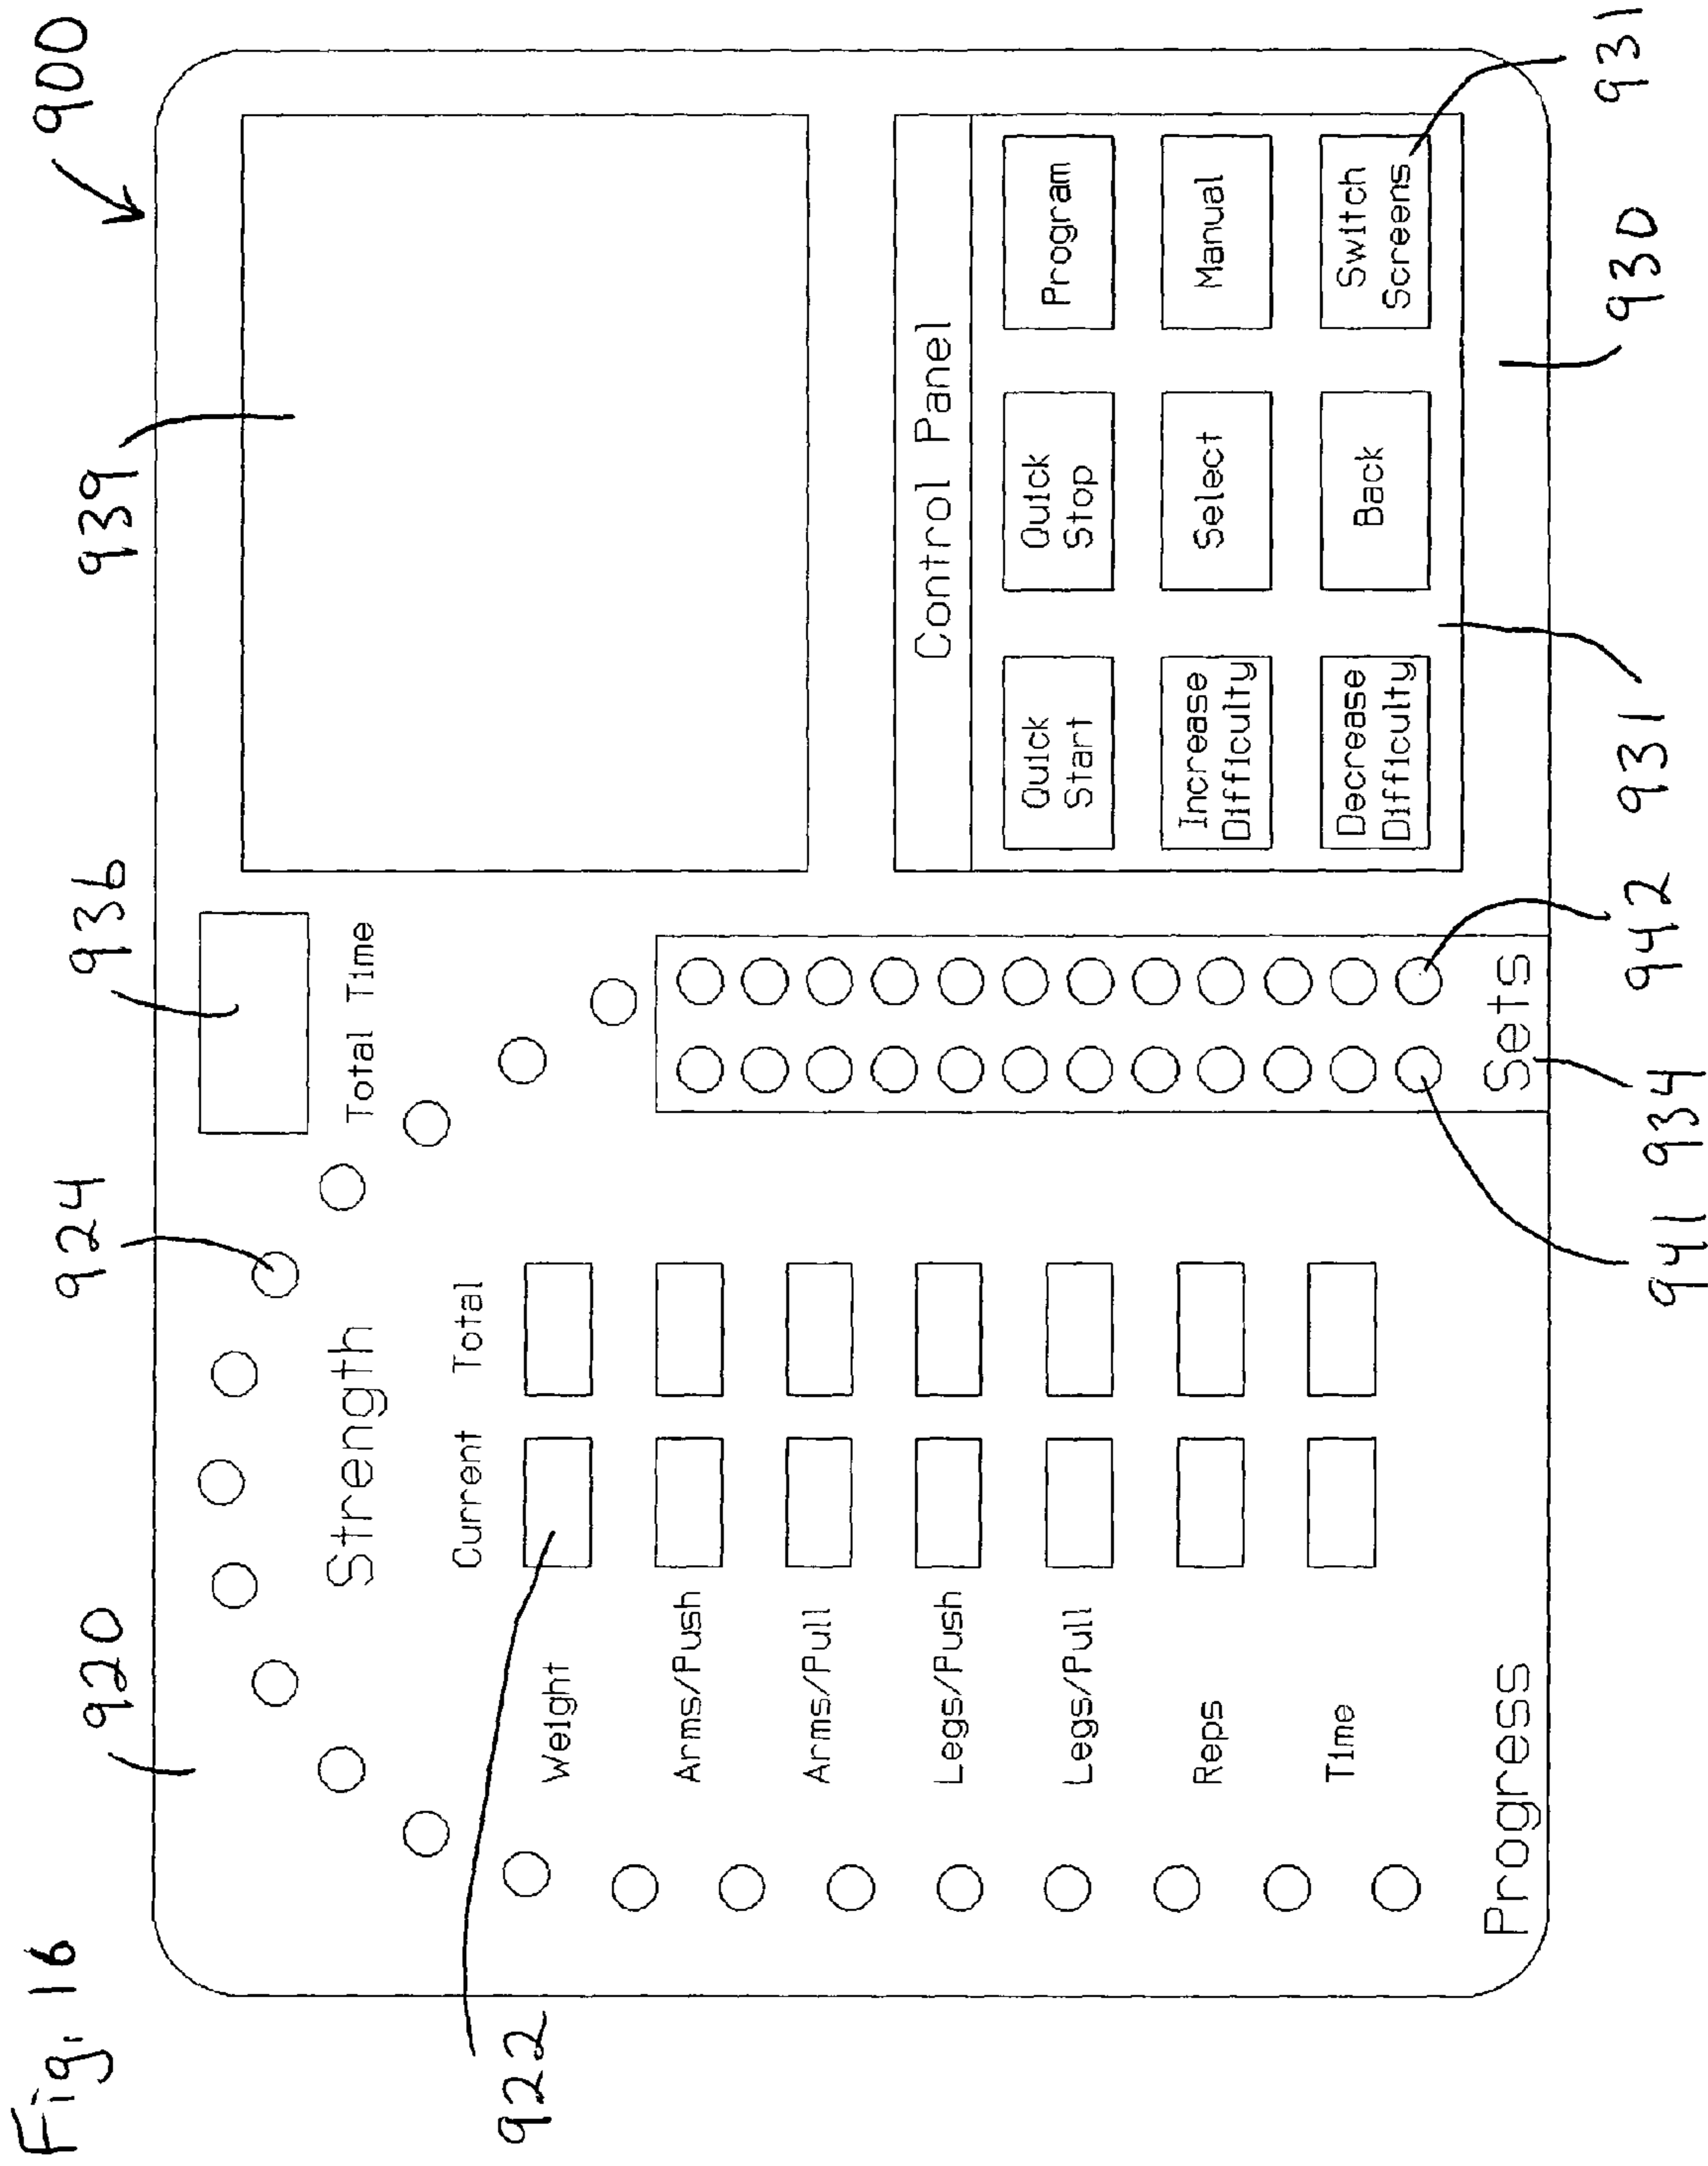 Fig. 16
900
920
924
936
939
Total Time
Strength
Current Total
Weight
Arms/Push
Arms/Pull
Legs/Push
Legs/Pull
Reps
Time
Progress
Sets
Control Panel
Quick
Start
Quick
Stop
Program
Increase
Difficulty
Select
Manual
Decrease
Difficulty
Back
Switch
Screens
922
941
934
942
931
930
931